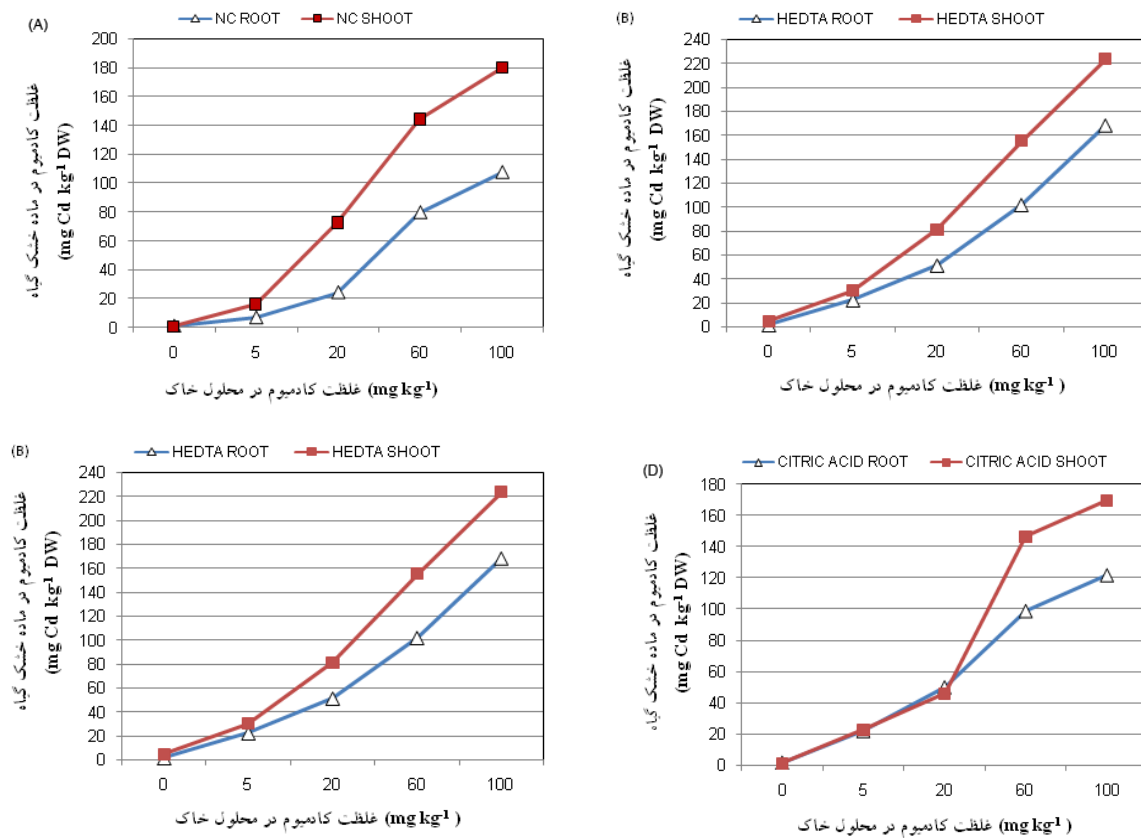 (A)
NC ROOT NC SHOOT
200
180
160
140
120
100
80
60
40
20
0
0 5 20 60 100
غلظت کادمیوم در ماده خشک گیاه
(mg Cd kg-¹ DW)
غلظت کادمیوم در محلول خاک (mg kg-¹)
(B)
HEDTA ROOT HEDTA SHOOT
240
220
200
180
160
140
120
100
80
60
40
20
0
0 5 20 60 100
غلظت کادمیوم در ماده خشک گیاه
(mg Cd kg-¹ DW)
غلظت کادمیوم در محلول خاک (mg kg-¹ )
(B)
HEDTA ROOT HEDTA SHOOT
240
220
200
180
160
140
120
100
80
60
40
20
0
0 5 20 60 100
غلظت کادمیوم در ماده خشک گیاه
(mg Cd kg-¹ DW)
غلظت کادمیوم در محلول خاک (mg kg-¹ )
(D)
CITRIC ACID ROOT CITRIC ACID SHOOT
180
160
140
120
100
80
60
40
20
0
0 5 20 60 100
غلظت کادمیوم در ماده خشک گیاه
(mg Cd kg-¹ DW)
غلظت کادمیوم در محلول خاک (mg kg-¹ )